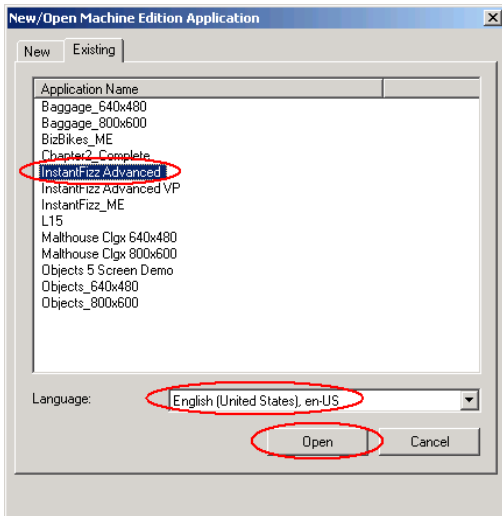 New/Open Machine Edition Application
New Existing
Application Name
Baggage_640x480
Baggage_800x600
BizBikes_ME
Chapter2_Complete
InstantFizz Advanced
InstantFizz Advanced VP
InstantFizz_ME
L15
Malthouse Clgx 640x480
Malthouse Clgx 800x600
Objects 5 Screen Demo
Objects_640x480
Objects_800x600
Language: English (United States), en-US
Open Cancel